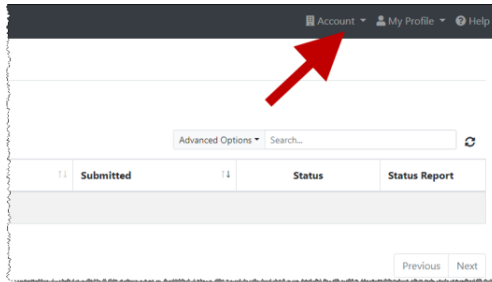 Account My Profile Help
Advanced Options Search...
Submitted Status Status Report
Previous Next